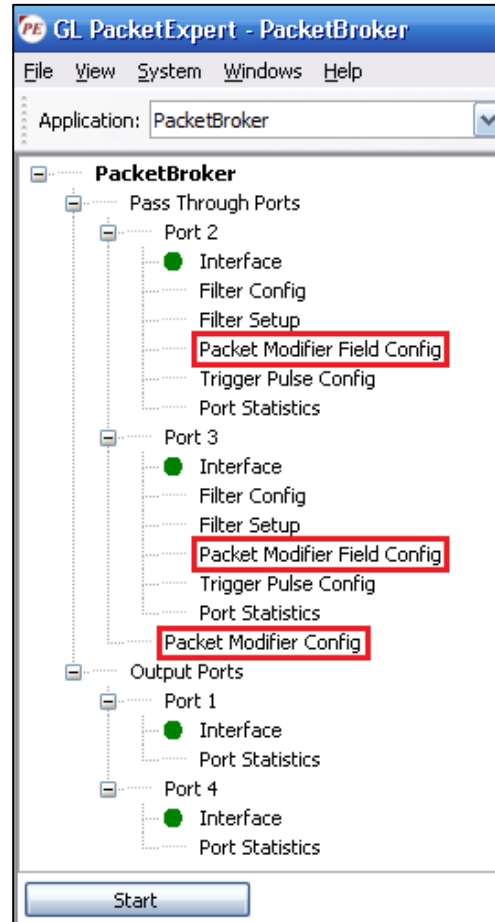 PE GL PacketExpert - PacketBroker
File View System Windows Help
Application: PacketBroker
PacketBroker
Pass Through Ports
Port 2
Interface
Filter Config
Filter Setup
Packet Modifier Field Config
Trigger Pulse Config
Port Statistics
Port 3
Interface
Filter Config
Filter Setup
Packet Modifier Field Config
Trigger Pulse Config
Port Statistics
Packet Modifier Config
Output Ports
Port 1
Interface
Port Statistics
Port 4
Interface
Port Statistics
Start